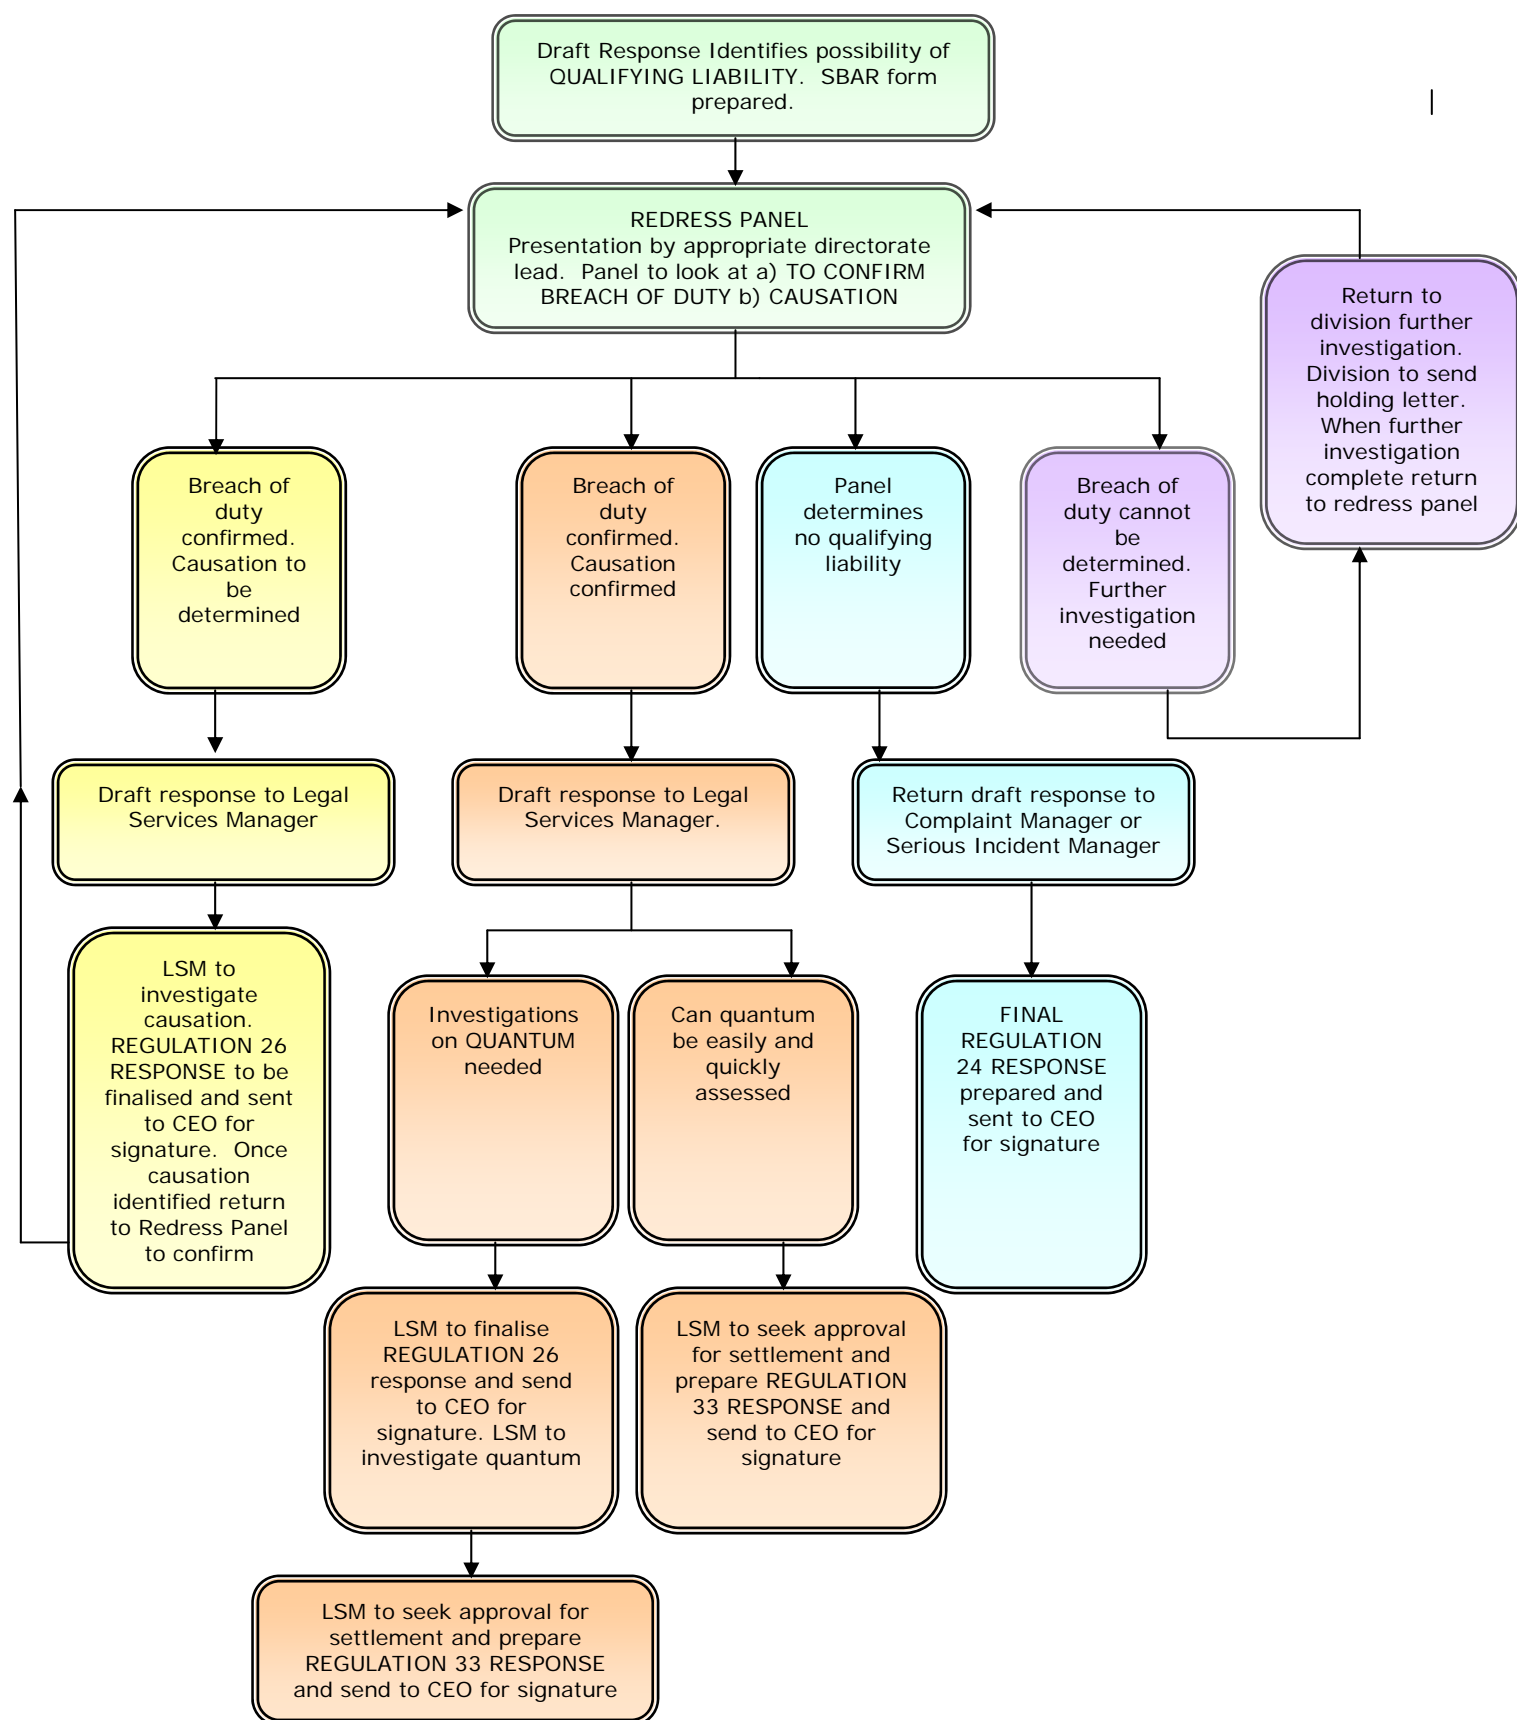 Draft Response Identifies possibility of
QUALIFYING LIABILITY.  SBAR form
prepared.
REDRESS PANEL
Presentation by appropriate directorate
lead.  Panel to look at a) TO CONFIRM
BREACH OF DUTY b) CAUSATION
Return to
division further
investigation.
Division to send
holding letter.
When further
investigation
complete return
to redress panel
Breach of
duty
confirmed.
Causation to
be
determined
Breach of
duty
confirmed.
Causation
confirmed
Panel
determines
no qualifying
liability
Breach of
duty cannot
be
determined.
Further
investigation
needed
Draft response to Legal
Services Manager
Draft response to Legal
Services Manager.
Return draft response to
Complaint Manager or
Serious Incident Manager
LSM to
investigate
causation.
REGULATION 26
RESPONSE to be
finalised and sent
to CEO for
signature.  Once
causation
identified return
to Redress Panel
to confirm
Investigations
on QUANTUM
needed
Can quantum
be easily and
quickly
assessed
FINAL
REGULATION
24 RESPONSE
prepared and
sent to CEO
for signature
LSM to finalise
REGULATION 26
response and send
to CEO for
signature. LSM to
investigate quantum
LSM to seek approval
for settlement and
prepare REGULATION
33 RESPONSE and
send to CEO for
signature
LSM to seek approval for
settlement and prepare
REGULATION 33 RESPONSE
and send to CEO for signature